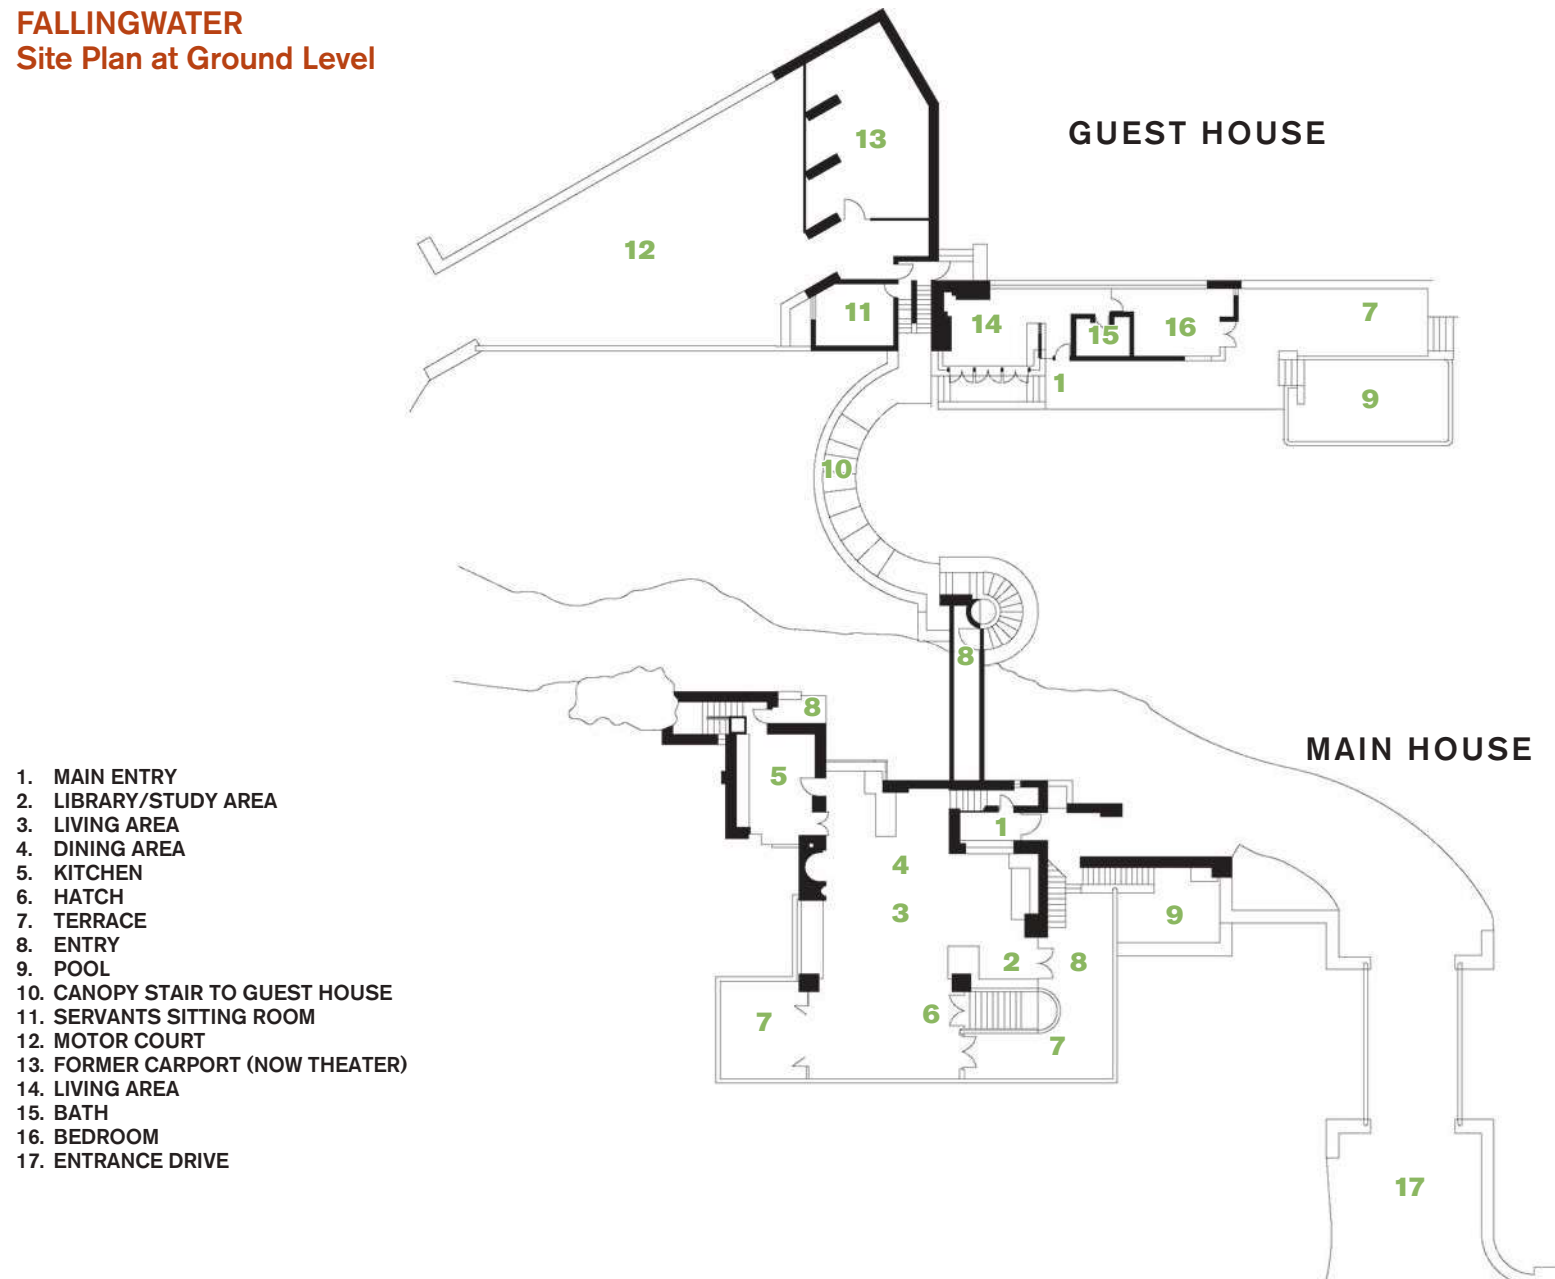 FALLINGWATER
Site Plan at Ground Level
GUEST HOUSE
13
12
11
14
15
16
7
1
9
10
8
MAIN HOUSE
8
5
1
4
3
9
2
8
7
6
7
17
1. MAIN ENTRY
2. LIBRARY/STUDY AREA
3. LIVING AREA
4. DINING AREA
5. KITCHEN
6. HATCH
7. TERRACE
8. ENTRY
9. POOL
10. CANOPY STAIR TO GUEST HOUSE
11. SERVANTS SITTING ROOM
12. MOTOR COURT
13. FORMER CARPORT (NOW THEATER)
14. LIVING AREA
15. BATH
16. BEDROOM
17. ENTRANCE DRIVE